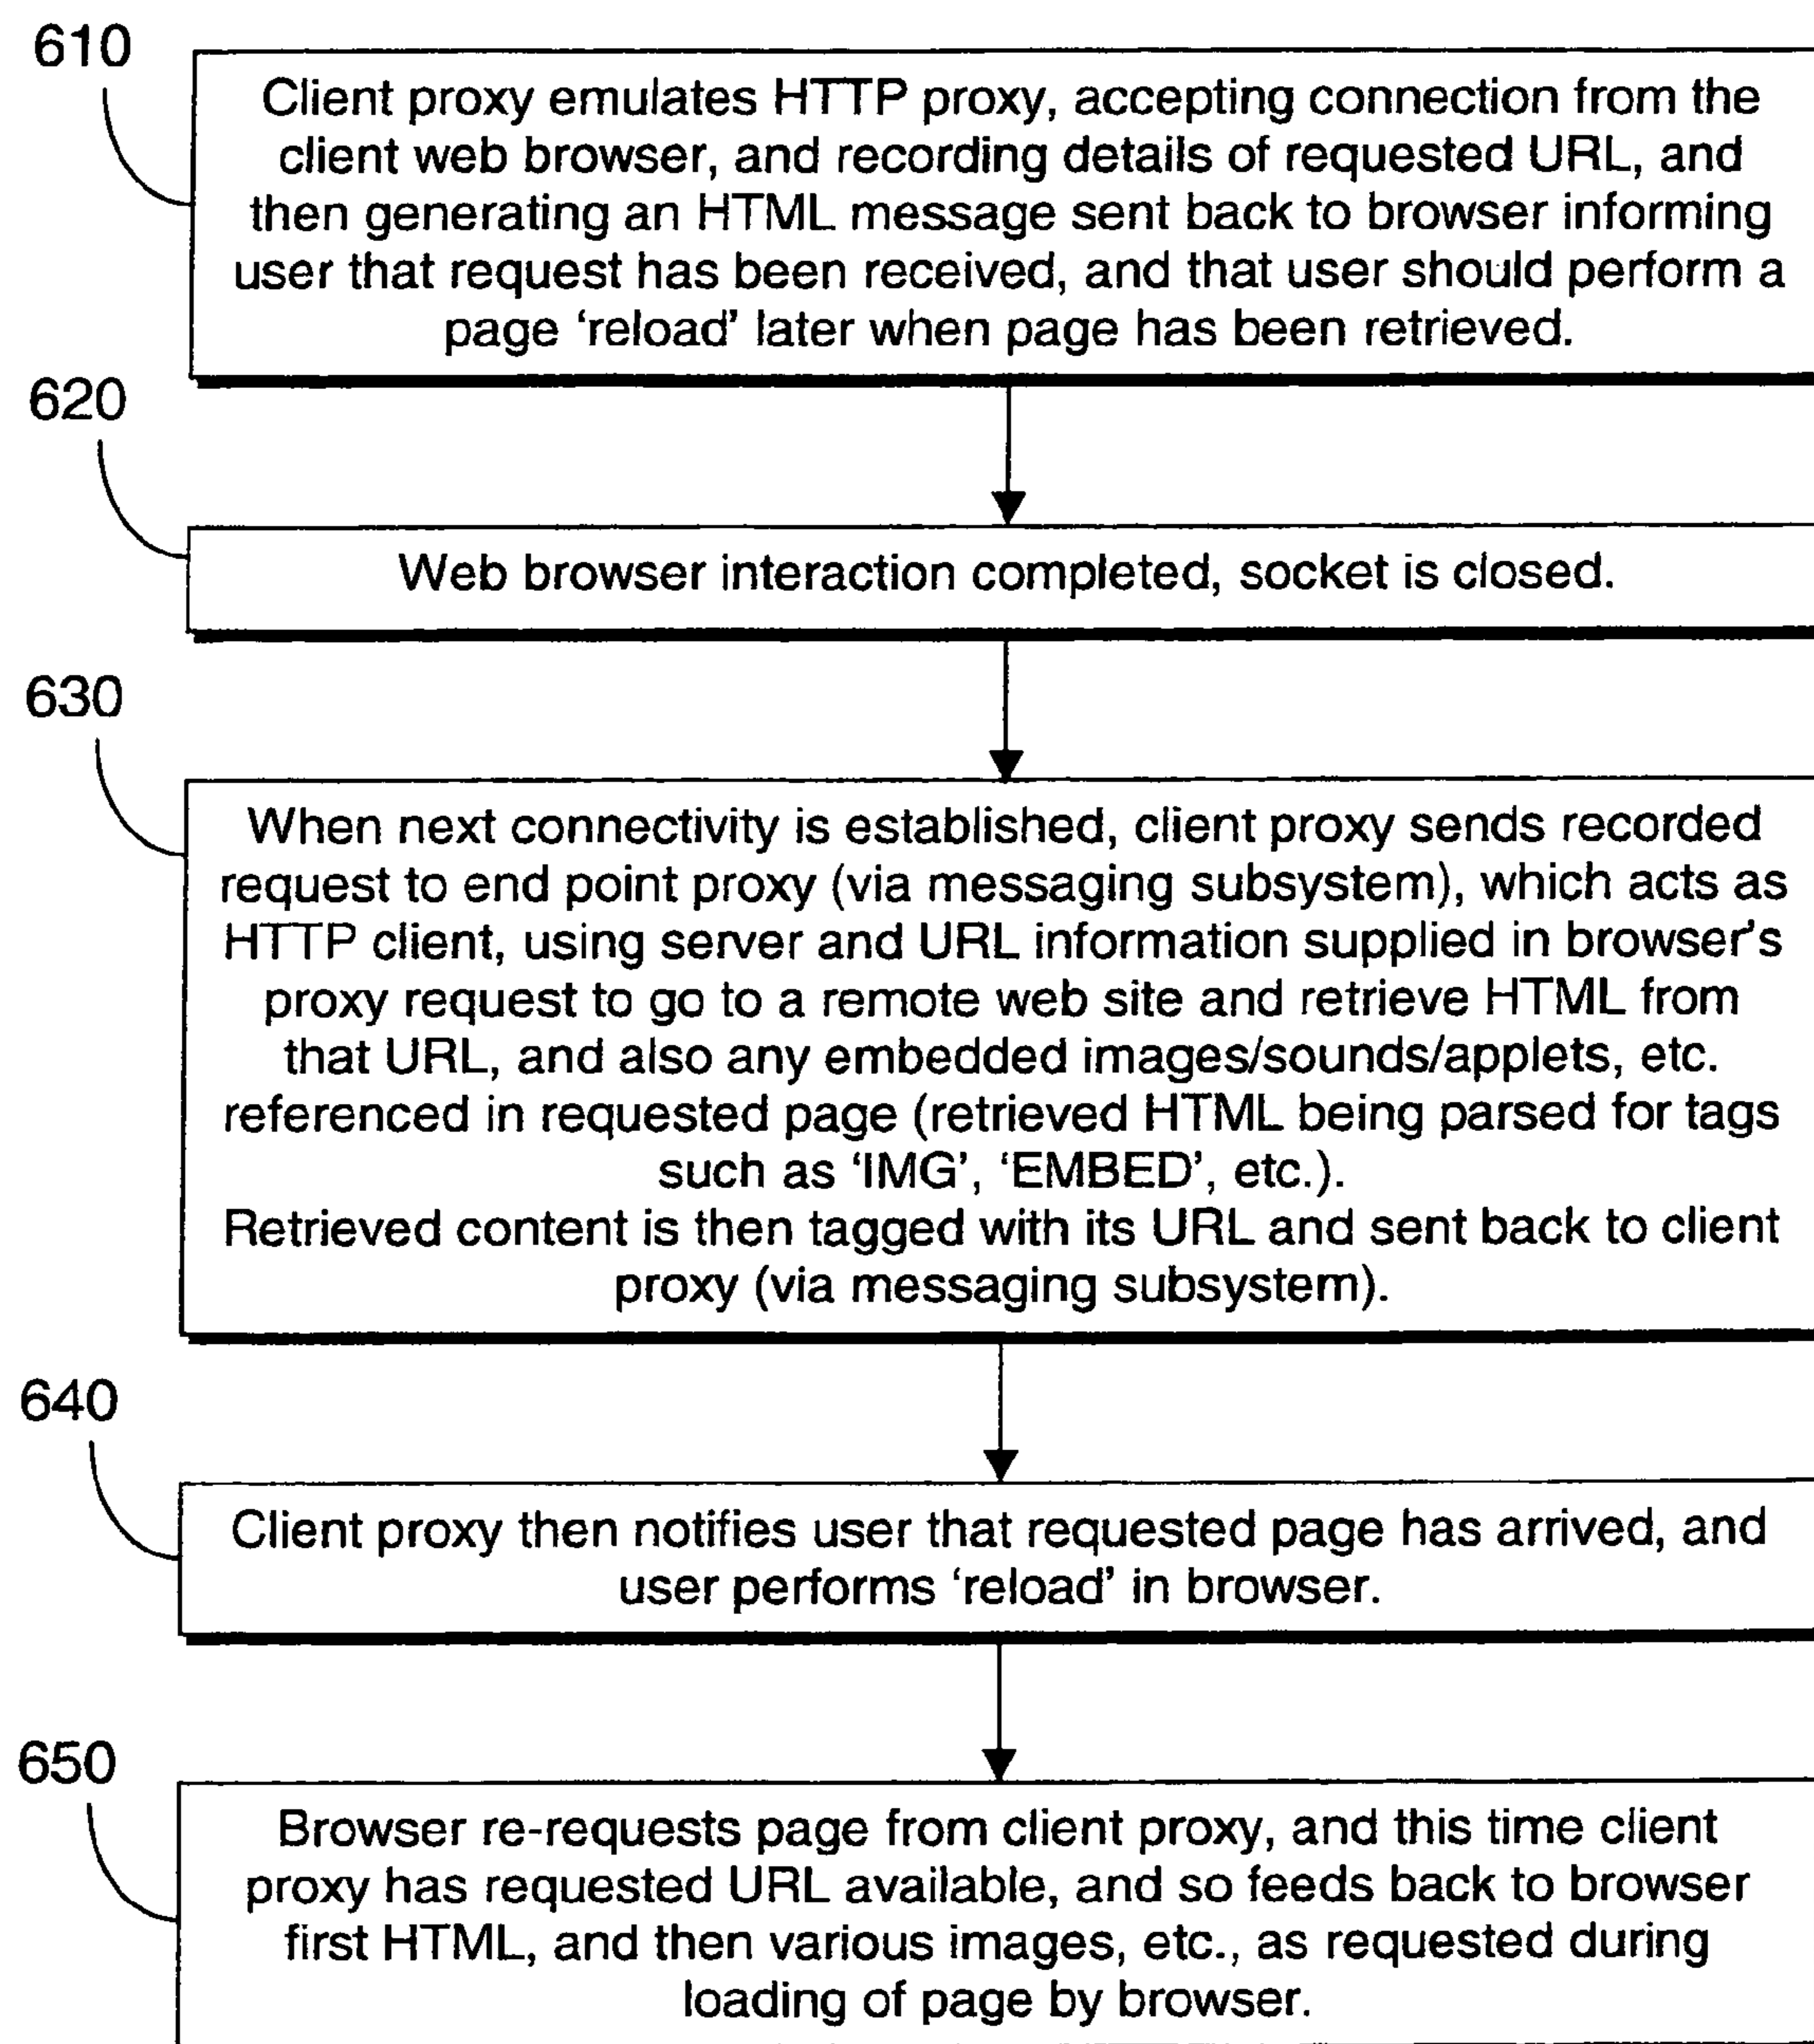 610
Client proxy emulates HTTP proxy, accepting connection from the
client web browser, and recording details of requested URL, and
then generating an HTML message sent back to browser informing
user that request has been received, and that user should perform a
page ‘reload’ later when page has been retrieved.
620
Web browser interaction completed, socket is closed.
630
When next connectivity is established, client proxy sends recorded
request to end point proxy (via messaging subsystem), which acts as
HTTP client, using server and URL information supplied in browser's
proxy request to go to a remote web site and retrieve HTML from
that URL, and also any embedded images/sounds/applets, etc.
referenced in requested page (retrieved HTML being parsed for tags
such as ‘IMG’, ‘EMBED’, etc.).
Retrieved content is then tagged with its URL and sent back to client
proxy (via messaging subsystem).
640
Client proxy then notifies user that requested page has arrived, and
user performs ‘reload’ in browser.
650
Browser re-requests page from client proxy, and this time client
proxy has requested URL available, and so feeds back to browser
first HTML, and then various images, etc., as requested during
loading of page by browser.